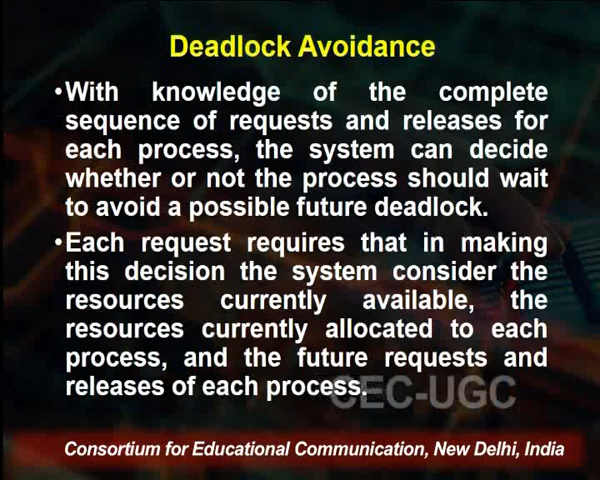 Deadlock Avoidance
•With knowledge of the complete
sequence of requests and releases for
each process, the system can decide
whether or not the process should wait
to avoid a possible future deadlock.
•Each request requires that in making
this decision the system consider the
resources currently available, the
resources currently allocated to each
process, and the future requests and
releases of each process.
CEC-UGC
Consortium for Educational Communication, New Delhi, India